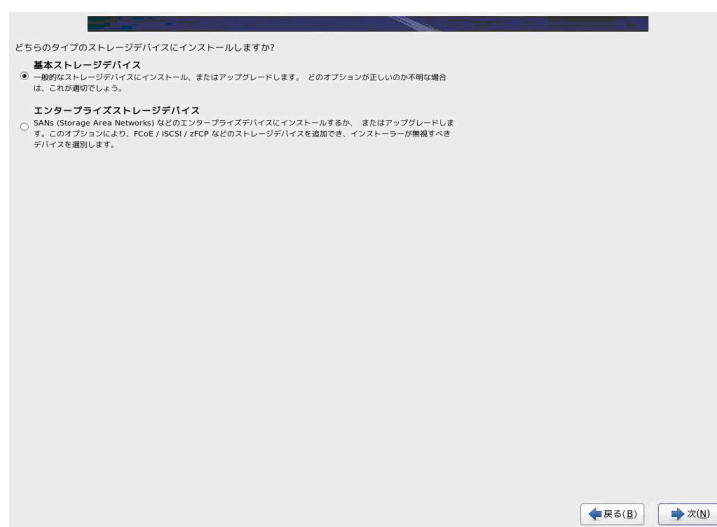 どちらのタイプのストレージデバイスにインストールしますか?
基本ストレージデバイス
一般的なストレージデバイスにインストール、またはアップグレードします。 どのオプションが正しいのか不明な場合
は、これが適切でしょう。
エンタープライズストレージデバイス
SANs (Storage Area Networks) などのエンタープライズデバイスにインストールするか、 またはアップグレードしま
す。このオプションにより、FCoE / iSCSI / zFCP などのストレージデバイスを追加でき、インストーラーが無視すべき
デバイスを選別します。
戻る(B)
次(N)